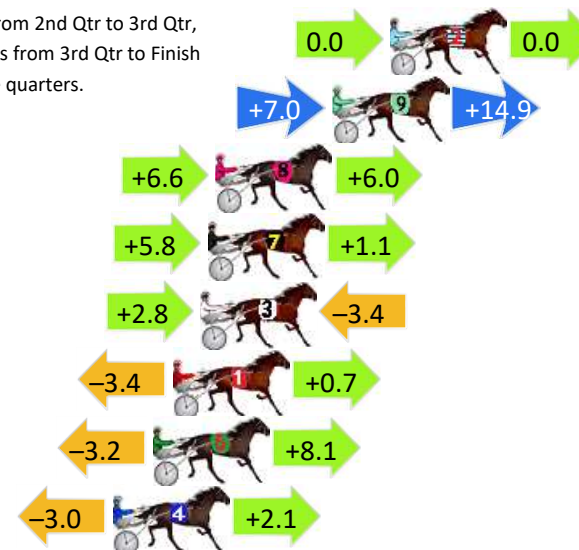 rom 2nd Qtr to 3rd Qtr,
s from 3rd Qtr to Finish
quarters.
0.0 2 0.0
+7.0 9 +14.9
+6.6 8 +6.0
+5.8 7 +1.1
+2.8 3 –3.4
–3.4 1 +0.7
–3.2 +8.1
–3.0 4 +2.1